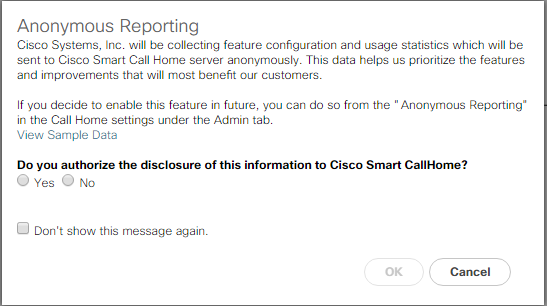 Anonymous Reporting
Cisco Systems, Inc. will be collecting feature configuration and usage statistics which will be
sent to Cisco Smart Call Home server anonymously. This data helps us prioritize the features
and improvements that will most benefit our customers.
If you decide to enable this feature in future, you can do so from the "Anonymous Reporting"
in the Call Home settings under the Admin tab.
View Sample Data
Do you authorize the disclosure of this information to Cisco Smart CallHome?
Yes No
Don't show this message again.
OK Cancel